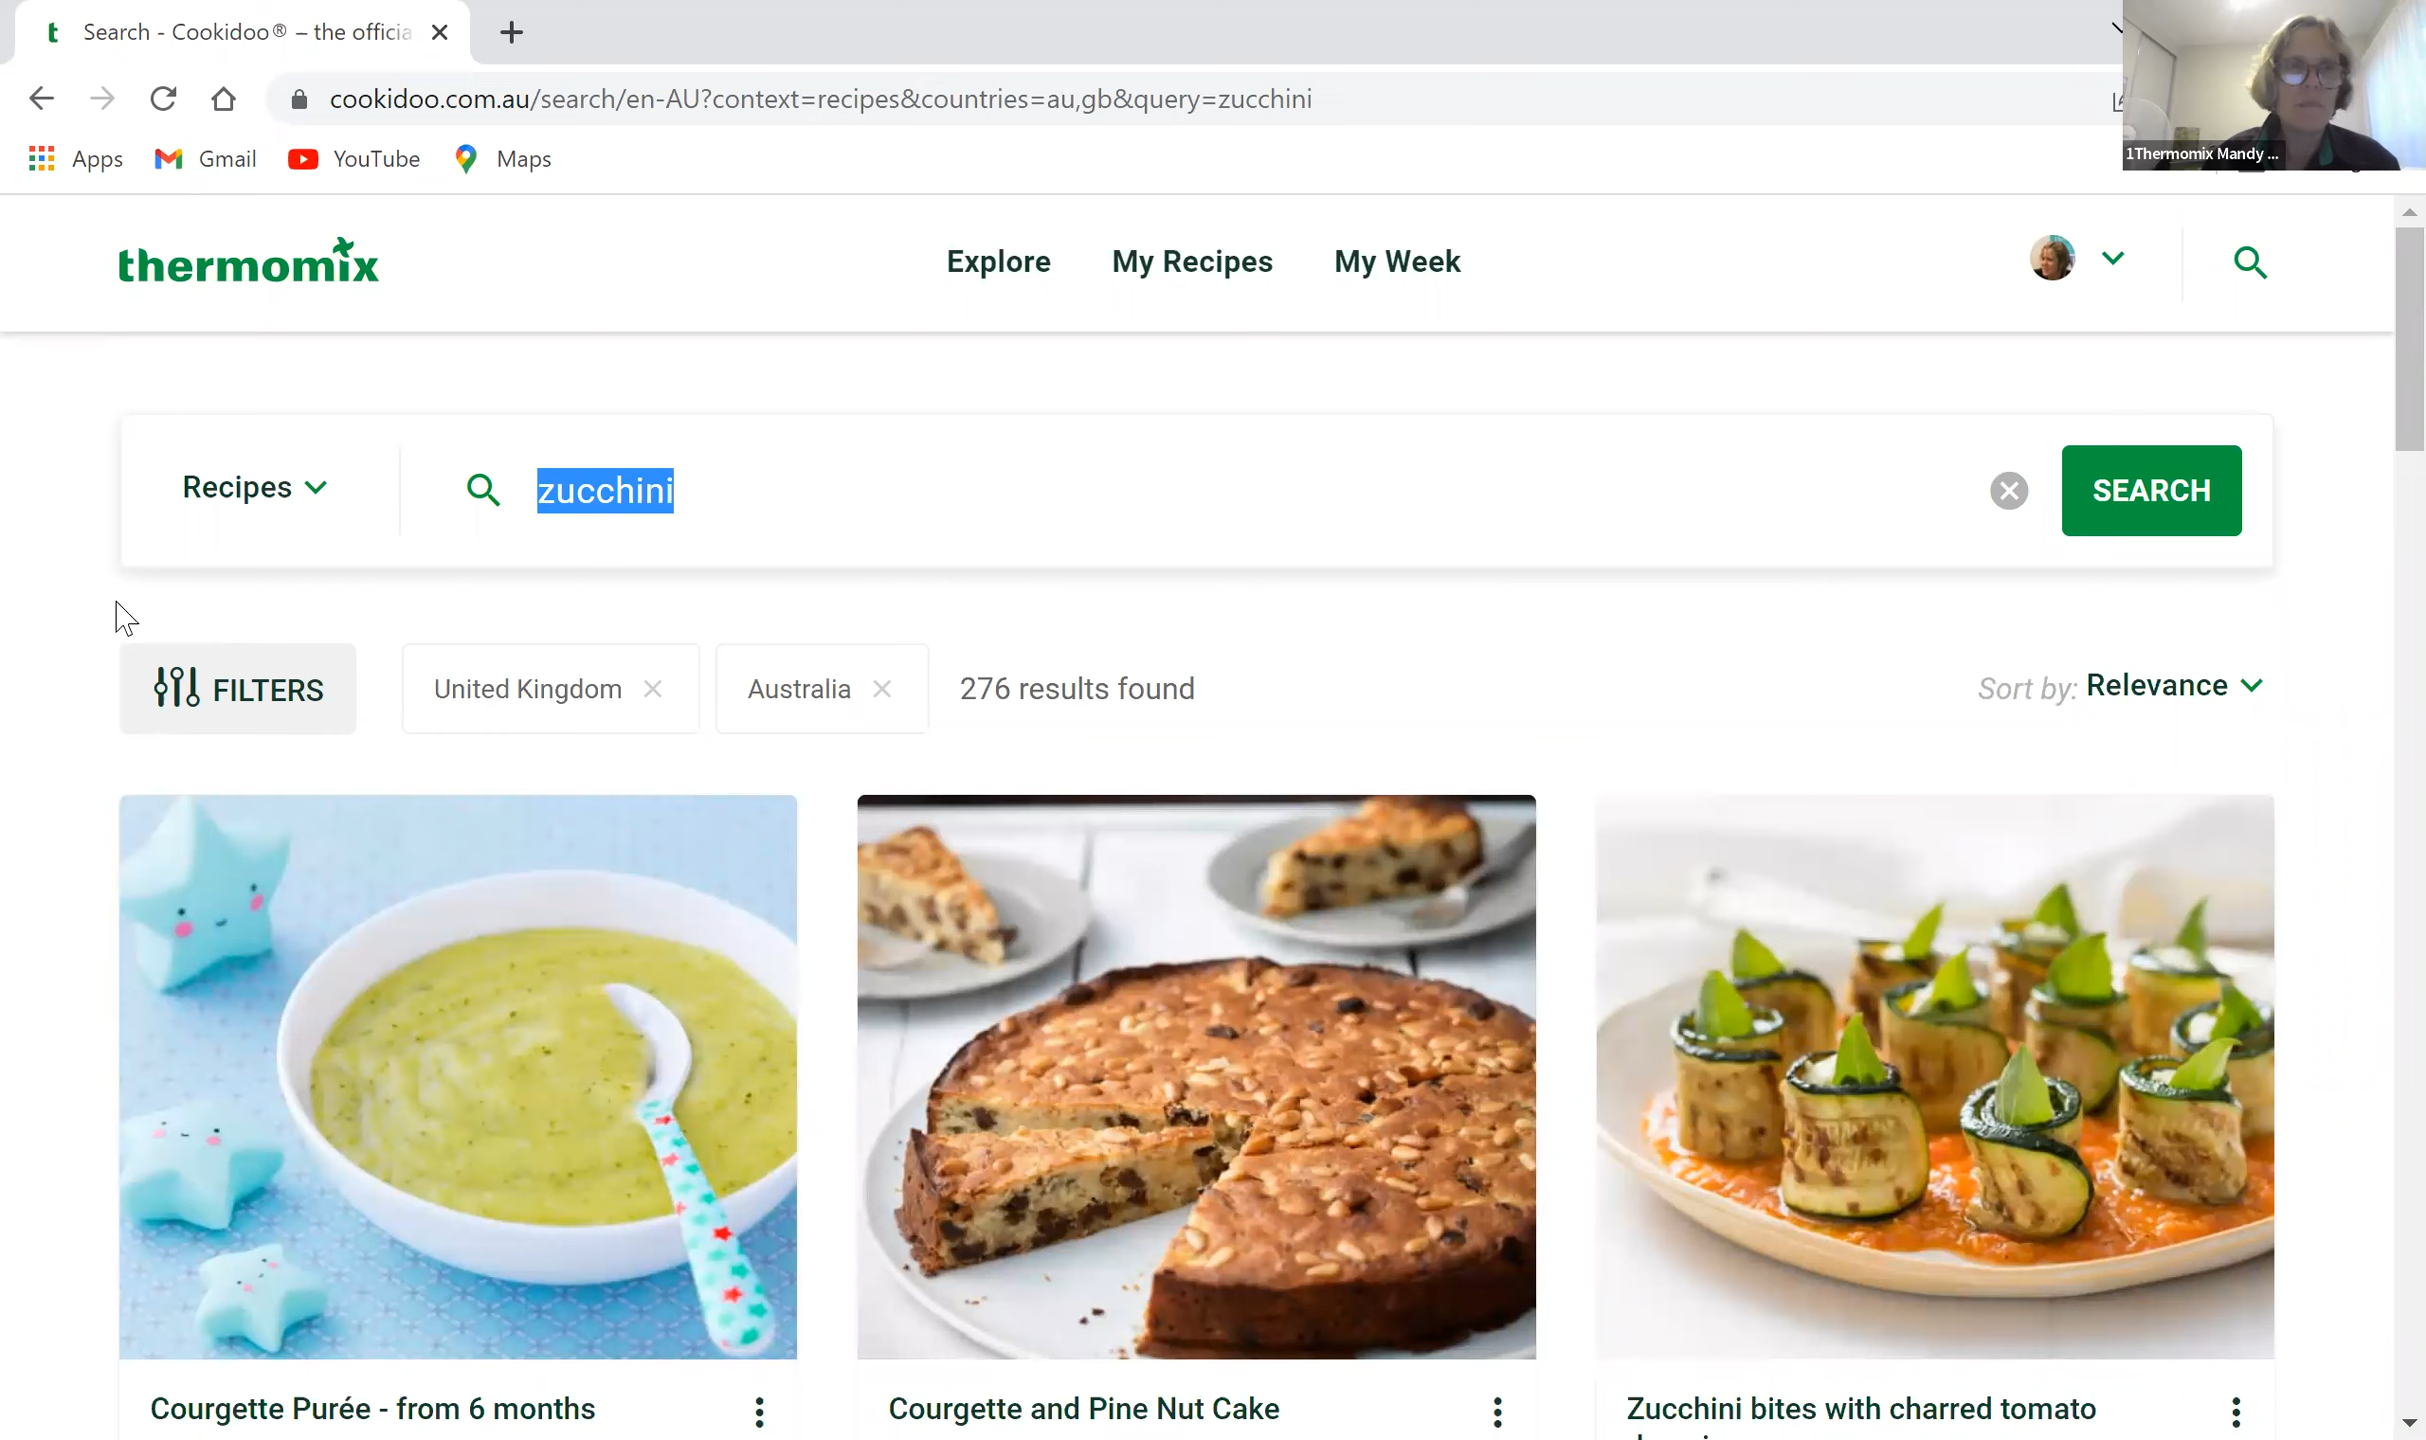 t Search - Cookidoo® – the officia
cookidoo.com.au/search/en-AU?context=recipes&countries=au,gb&query=zucchini
Apps Gmail YouTube Maps
1Thermomix Mandy ...
thermomix
Explore My Recipes My Week
Recipes zucchini SEARCH
FILTERS United Kingdom Australia 276 results found Sort by: Relevance
Courgette Purée - from 6 months
Courgette and Pine Nut Cake
Zucchini bites with charred tomato